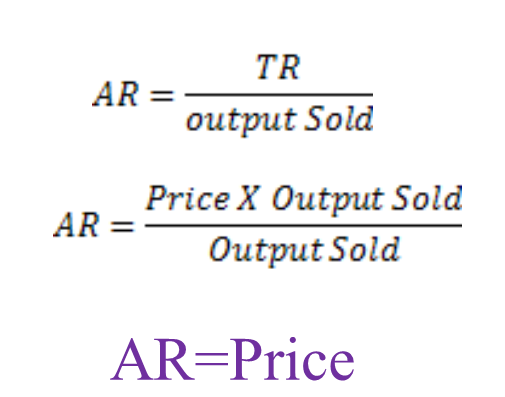 AR = TR / output Sold
AR = Price X Output Sold / Output Sold
AR=Price